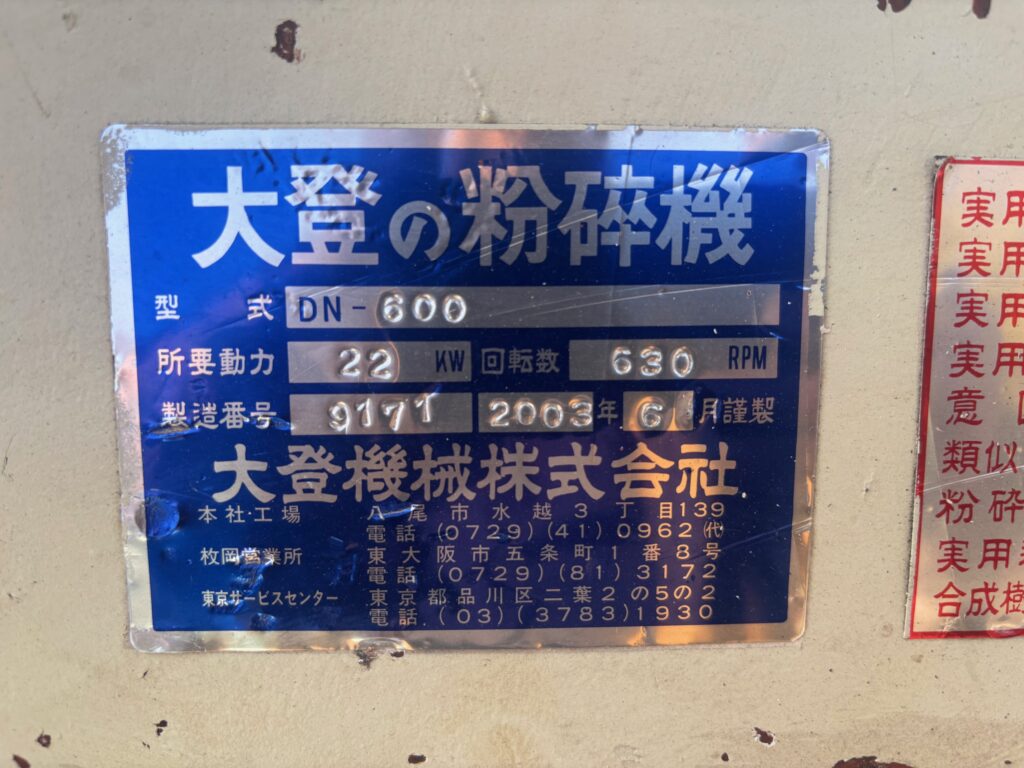 大登の粉砕機
型式 DN-600
所要動力 22 KW 回転数 630 RPM
製造番号 9171 2003年 6月謹製
大登機械株式会社
本社・工場 八尾市水越3丁目139
電話 (0729)(41)0962㈹
枚岡営業所 東大阪市五条町1番8号
電話 (0729)(81)3172
東京サービスセンター 東京都品川区二葉2の5の2
電話 (03)(3783)1930
実用
実用
実用
実用
意
類似
粉砕
実用
合成樹